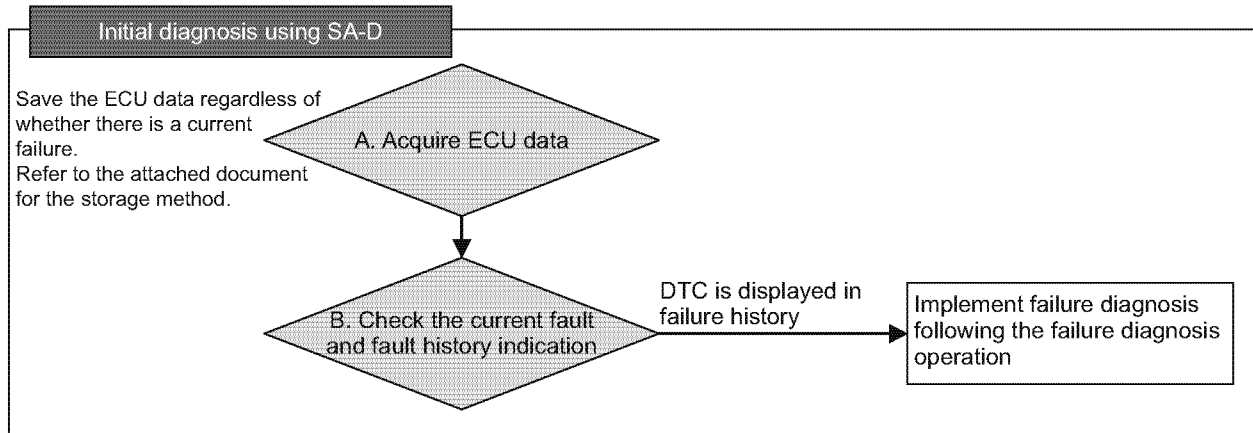 Initial diagnosis using SA-D
Save the ECU data regardless of
whether there is a current
failure.
Refer to the attached document
for the storage method.
A. Acquire ECU data
B. Check the current fault
and fault history indication
DTC is displayed in
failure history
Implement failure diagnosis
following the failure diagnosis
operation